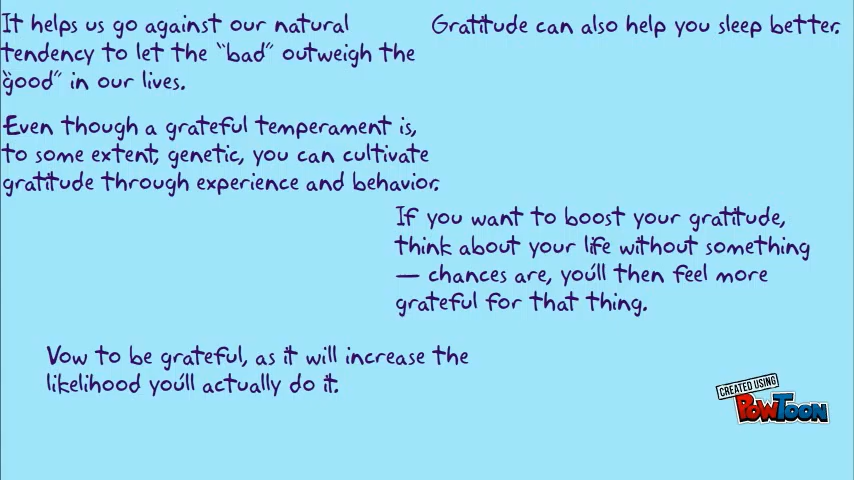 It helps us go against our natural
tendency to let the "bad" outweigh the
"good" in our lives.
Gratitude can also help you sleep better.
Even though a grateful temperament is,
to some extent, genetic, you can cultivate
gratitude through experience and behavior.
If you want to boost your gratitude,
think about your life without something
— chances are, you'll then feel more
grateful for that thing.
Vow to be grateful, as it will increase the
likelihood you'll actually do it.
CREATED USING
POWTOON